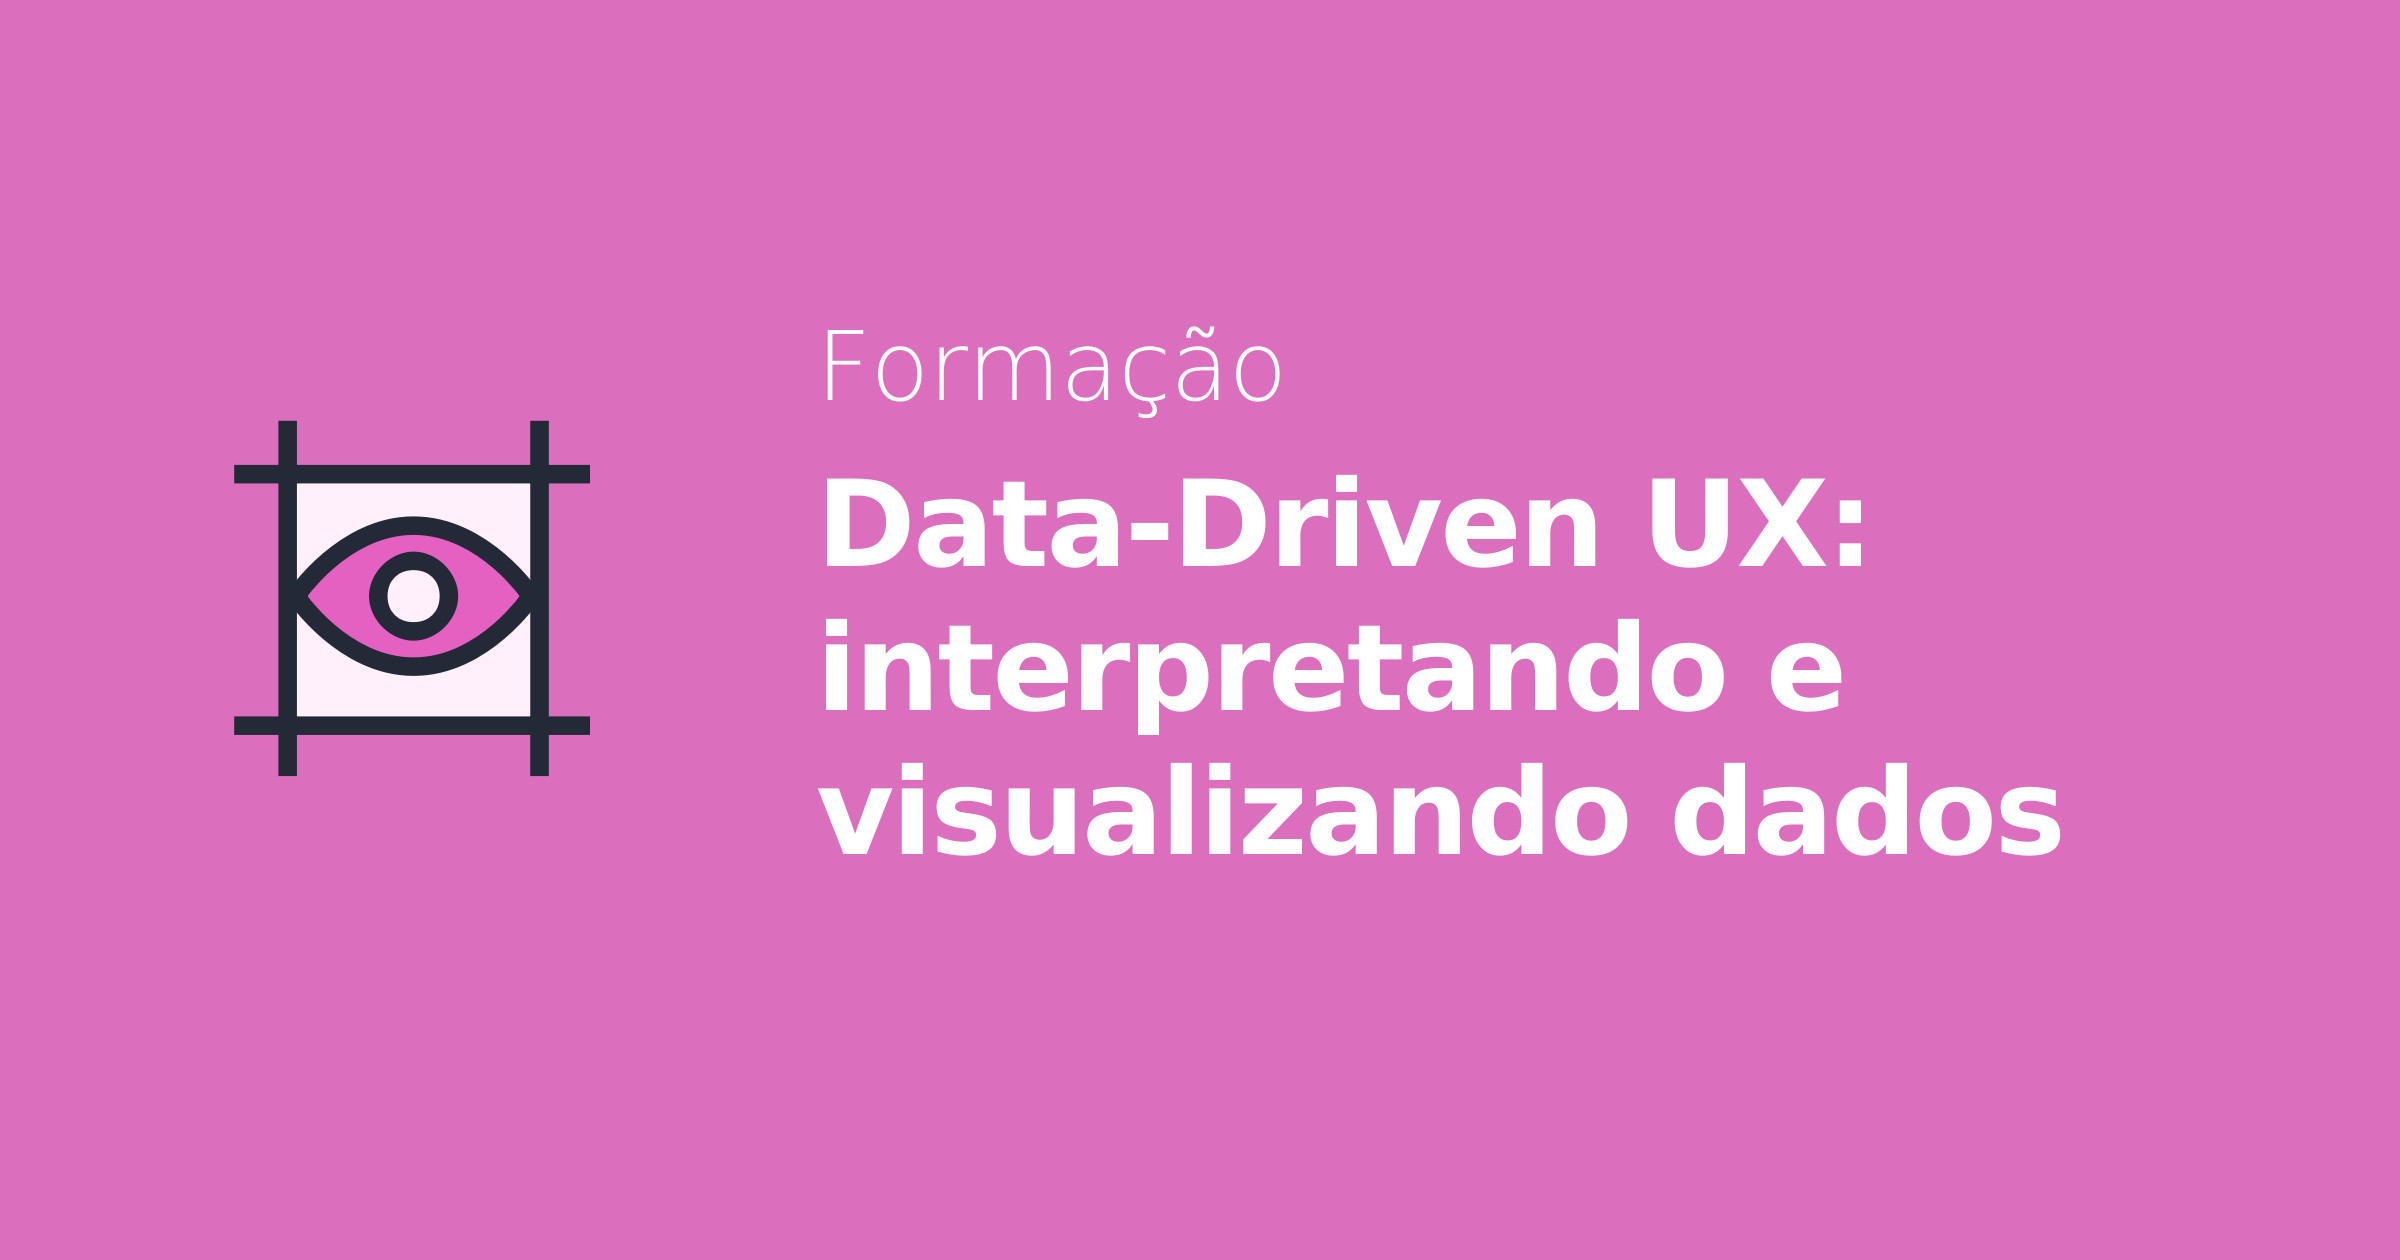 Formação
Data-Driven UX:
interpretando e
visualizando dados